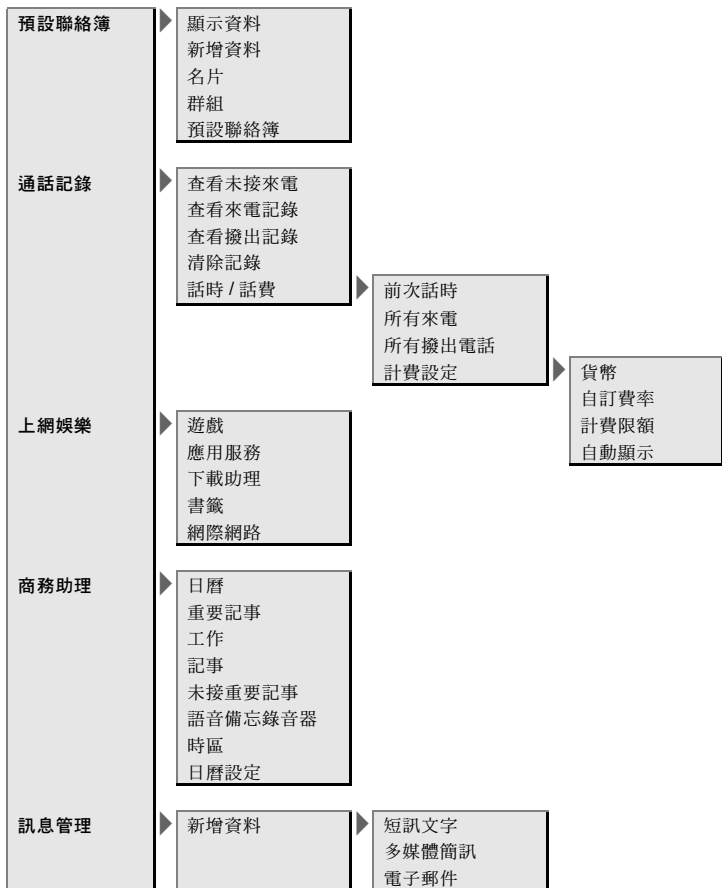 預設聯絡簿
顯示資料
新增資料
名片
群組
預設聯絡簿
通話記錄
查看未接來電
查看來電記錄
查看撥出記錄
清除記錄
話時 / 話費
前次話時
所有來電
所有撥出電話
計費設定
貨幣
自訂費率
計費限額
自動顯示
上網娛樂
遊戲
應用服務
下載助理
書籤
網際網路
商務助理
日曆
重要記事
工作
記事
未接重要記事
語音備忘錄音器
時區
日曆設定
訊息管理
新增資料
短訊文字
多媒體簡訊
電子郵件